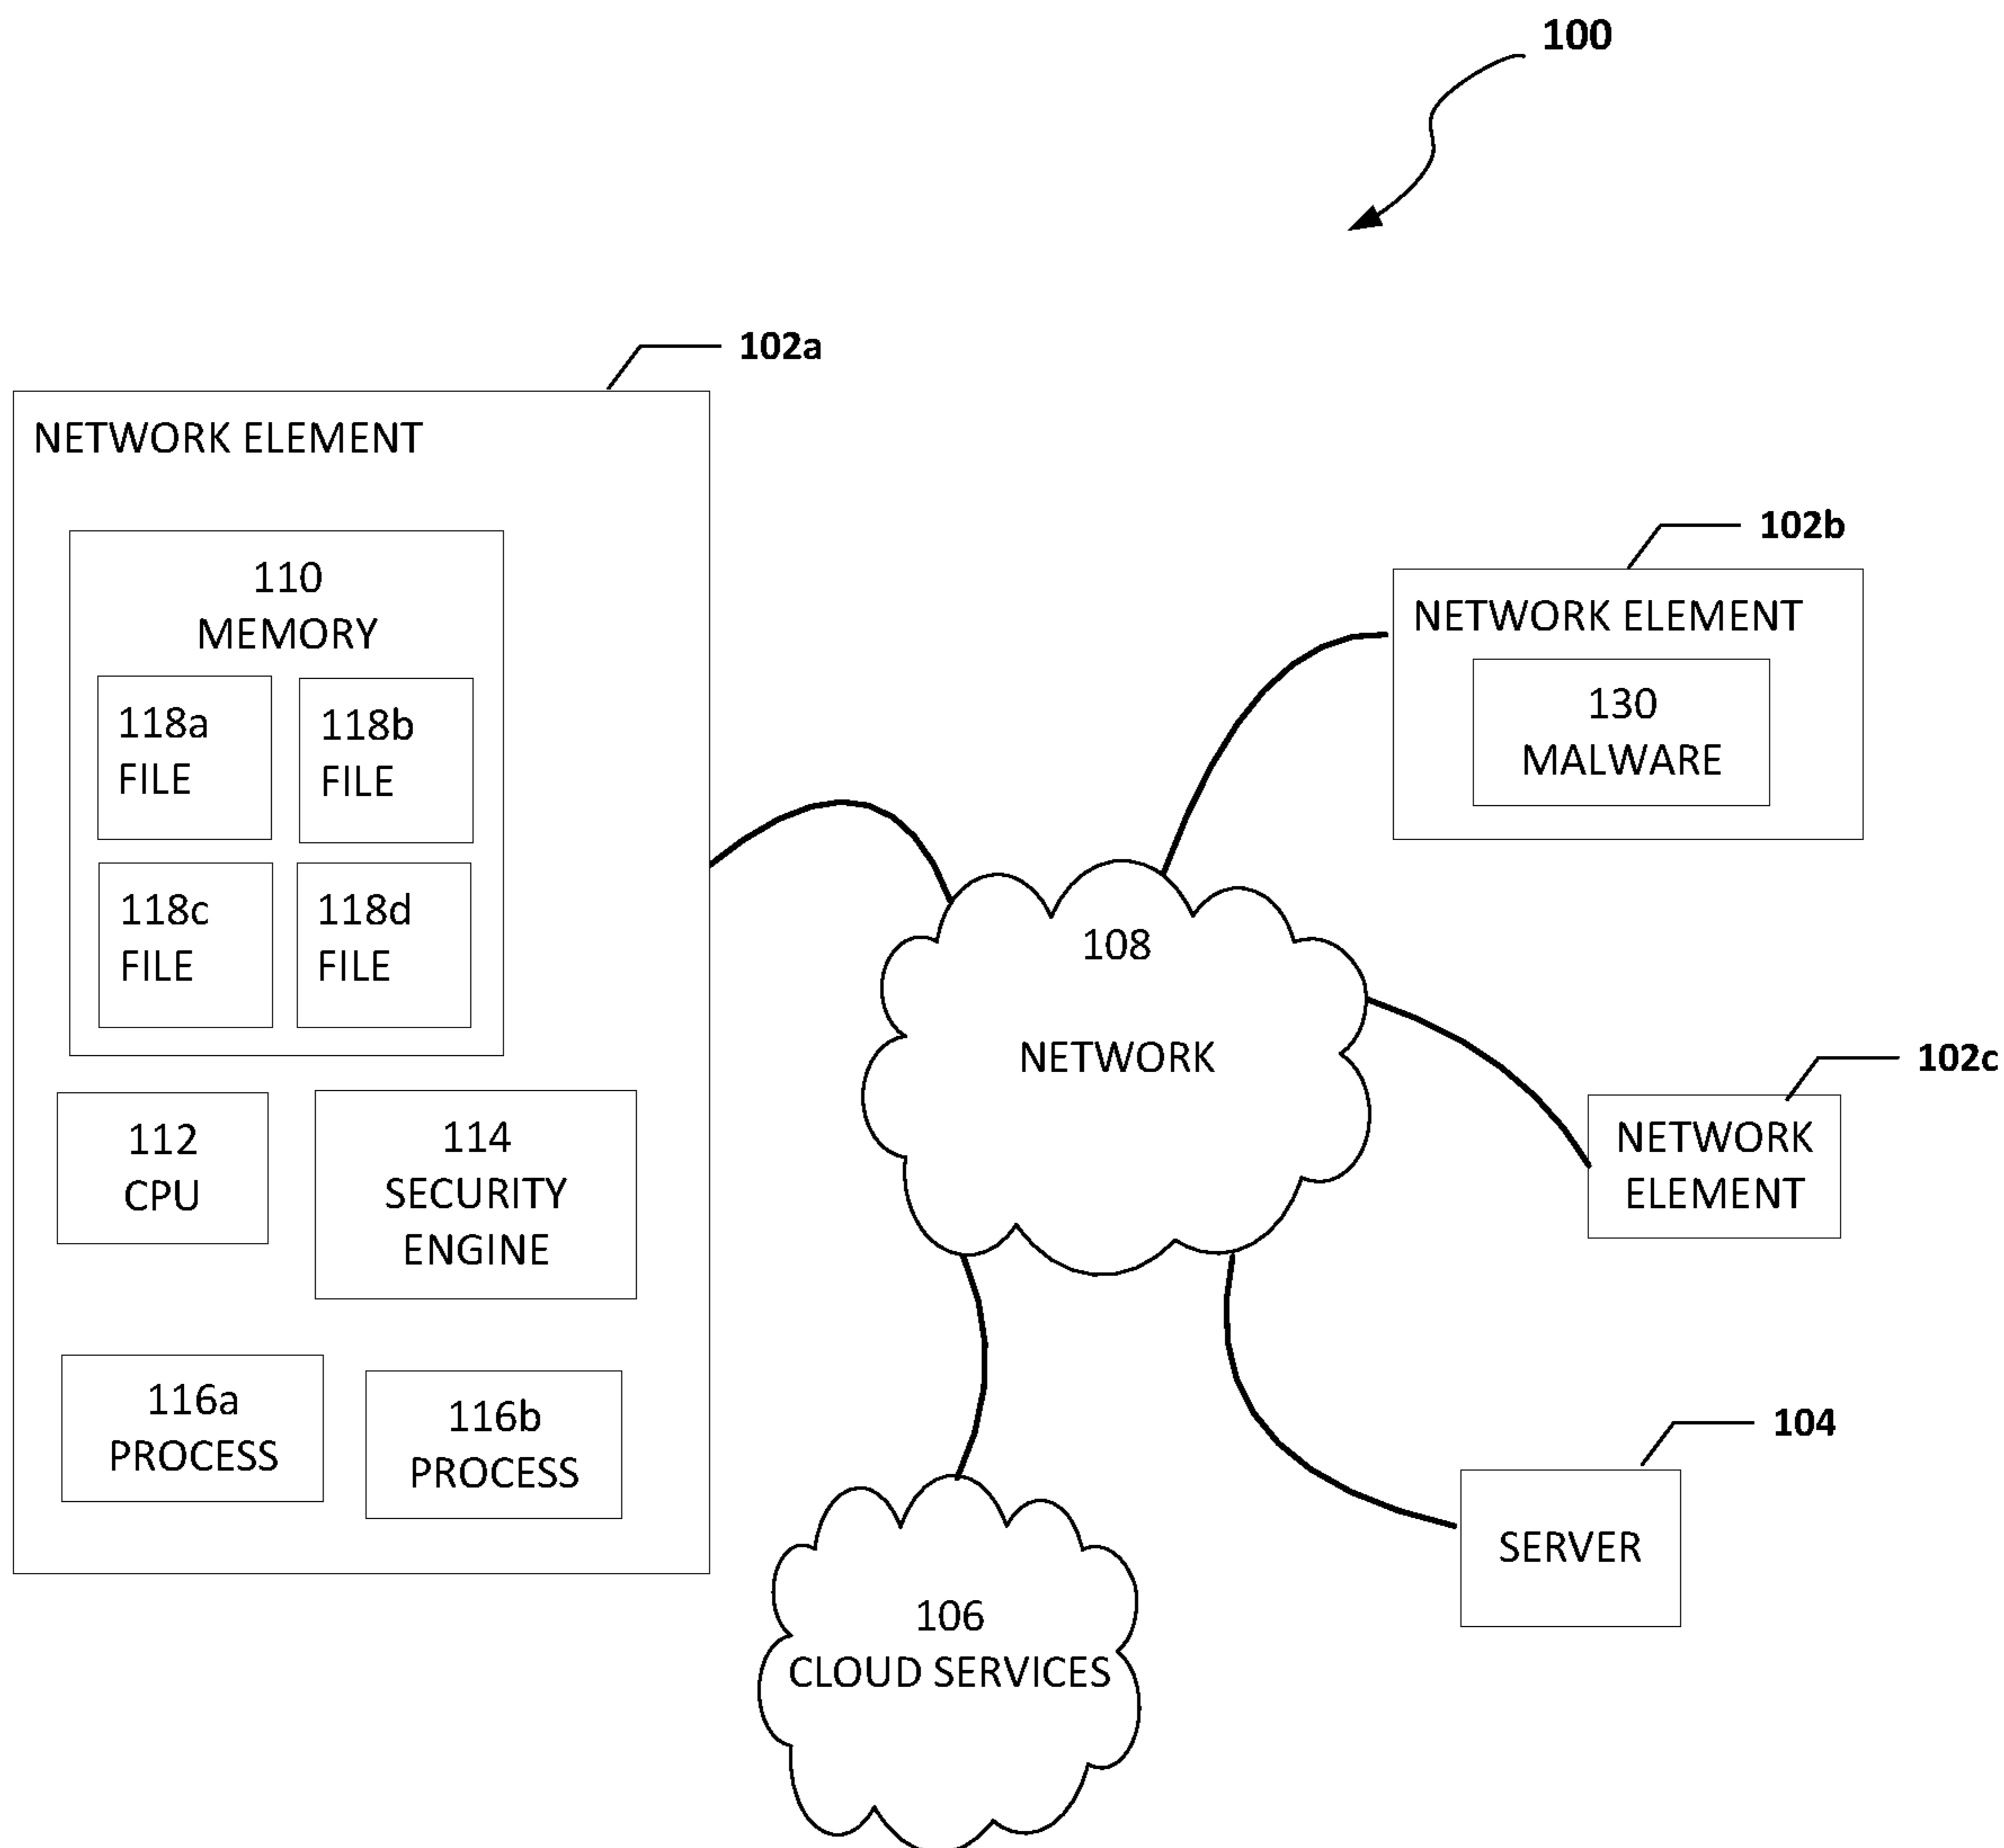 100
102a
NETWORK ELEMENT
110
MEMORY
118a
FILE
118b
FILE
118c
FILE
118d
FILE
112
CPU
114
SECURITY
ENGINE
116a
PROCESS
116b
PROCESS
102b
NETWORK ELEMENT
130
MALWARE
108
NETWORK
102c
NETWORK
ELEMENT
104
SERVER
106
CLOUD SERVICES